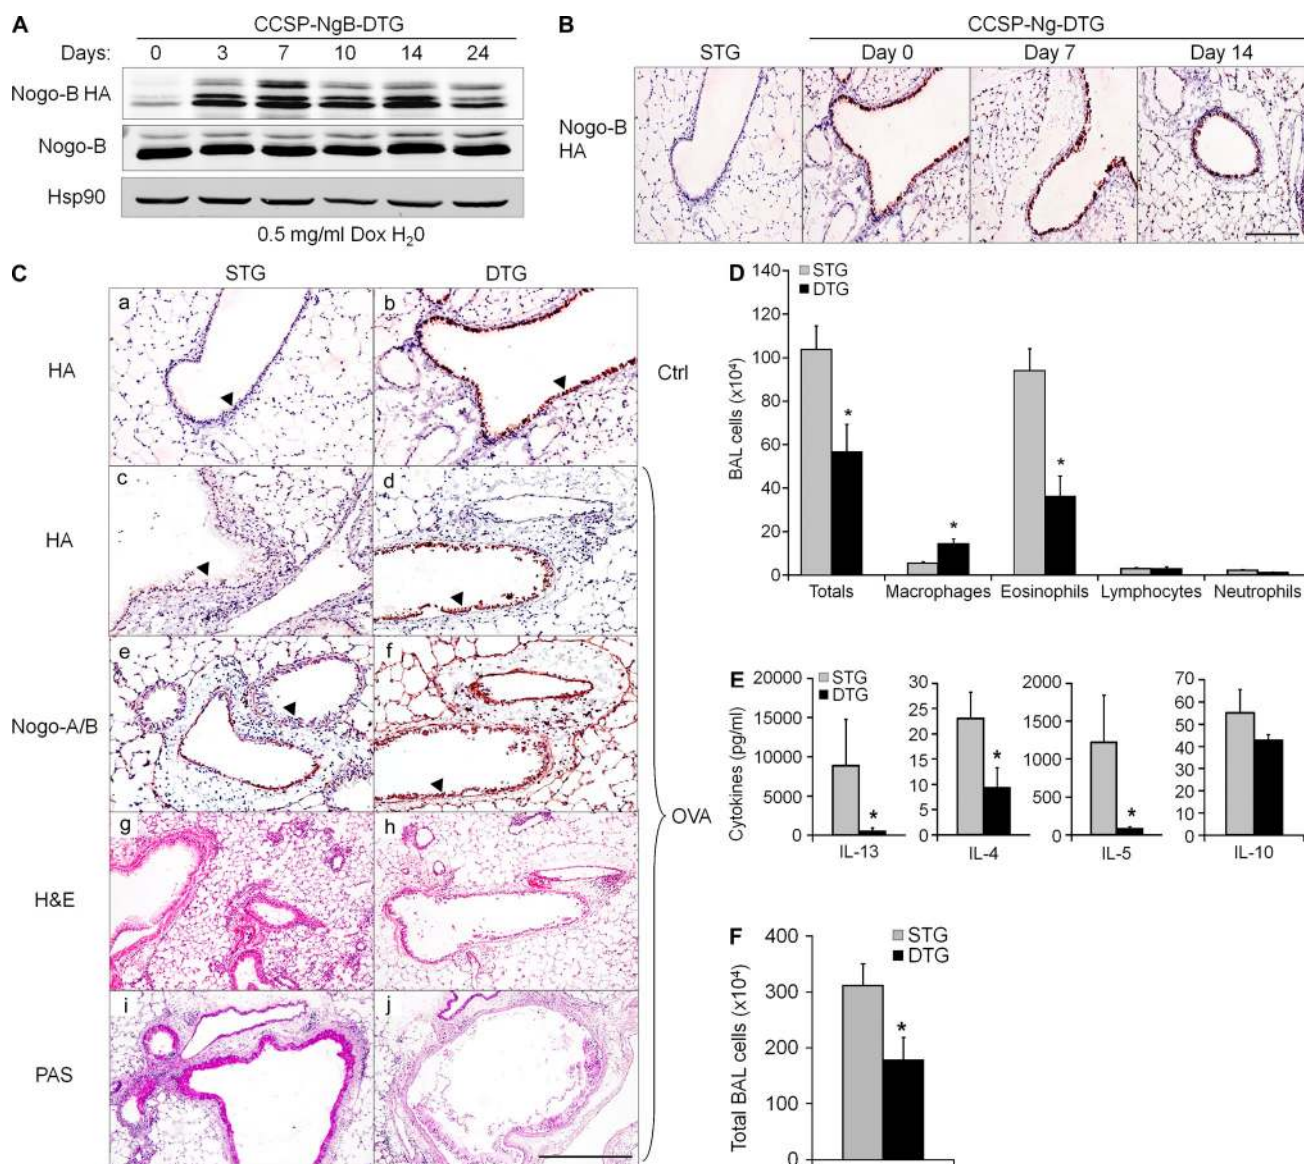 A
CCSP-NgB-DTG
Days: 0 3 7 10 14 24
Nogo-B HA
Nogo-B
Hsp90
0.5 mg/ml Dox H₂0
B
CCSP-Ng-DTG
STG Day 0 Day 7 Day 14
Nogo-B
HA
C
STG DTG
a b
HA
Ctrl
c d
HA
e f
Nogo-A/B
OVA
g h
H&E
i j
PAS
D
STG
DTG
BAL cells (x10⁴)
140
120
100
80
60
40
20
0
* * *
Totals Macrophages Eosinophils Lymphocytes Neutrophils
E
STG
DTG
Cytokines (pg/ml)
20000
15000
10000
5000
0
*
IL-13
30
25
20
15
10
5
0
*
IL-4
2000
1500
1000
500
0
*
IL-5
70
60
50
40
30
20
10
0
IL-10
F
STG
DTG
Total BAL cells (x10⁴)
400
300
200
100
0
*